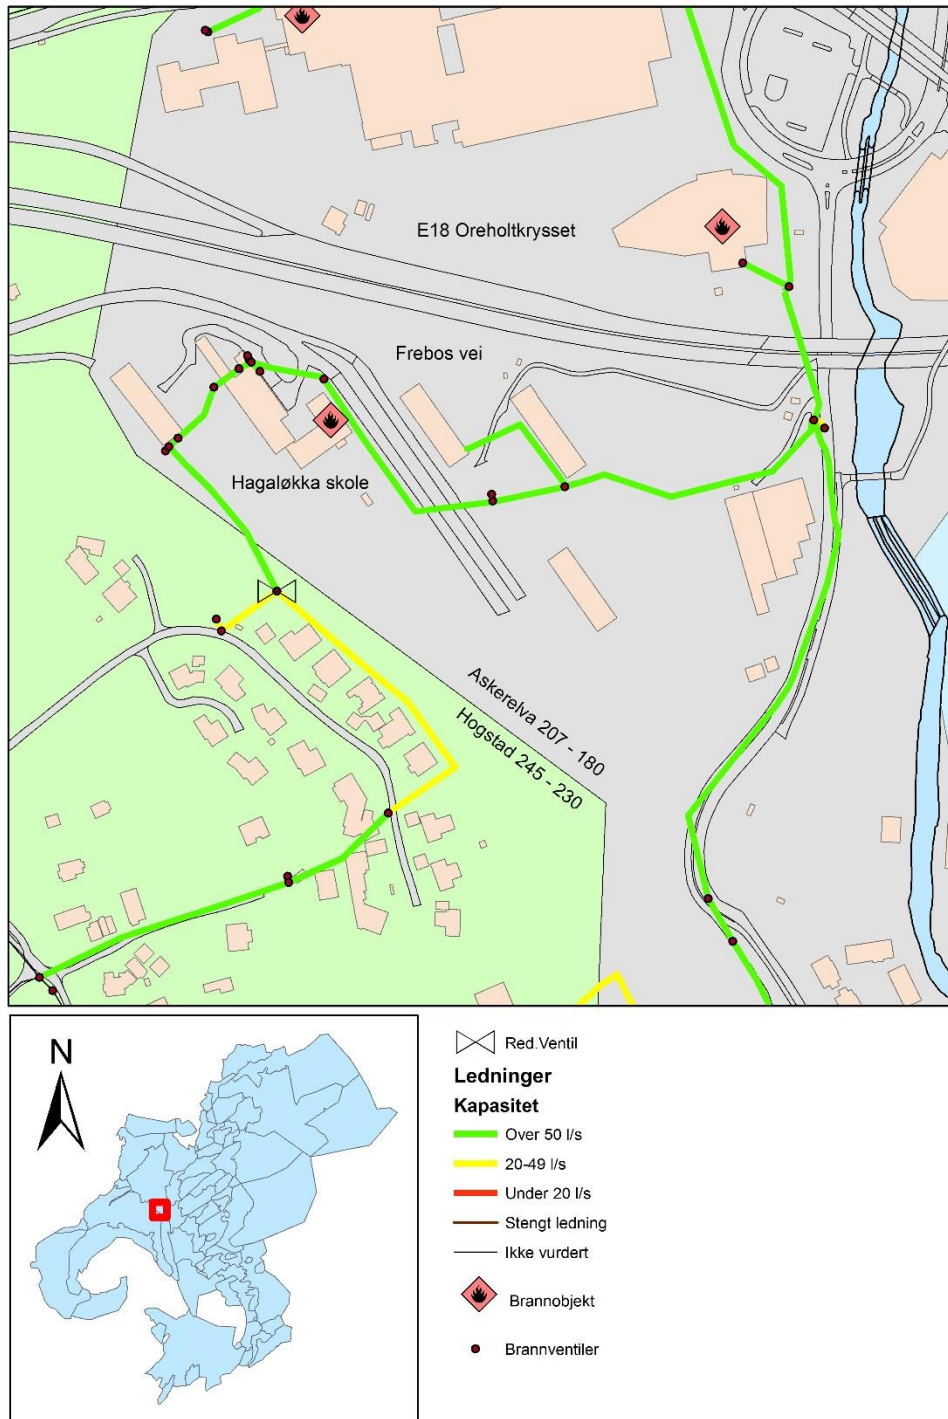 E18 Oreholtkrysset
Frebos vei
Hagaløkka skole
Askerelva 207 - 180
Hogstad 245 - 230
N
Red.Ventil
Ledninger
Kapasitet
Over 50 l/s
20-49 l/s
Under 20 l/s
Stengt ledning
Ikke vurdert
Brannobjekt
Brannventiler